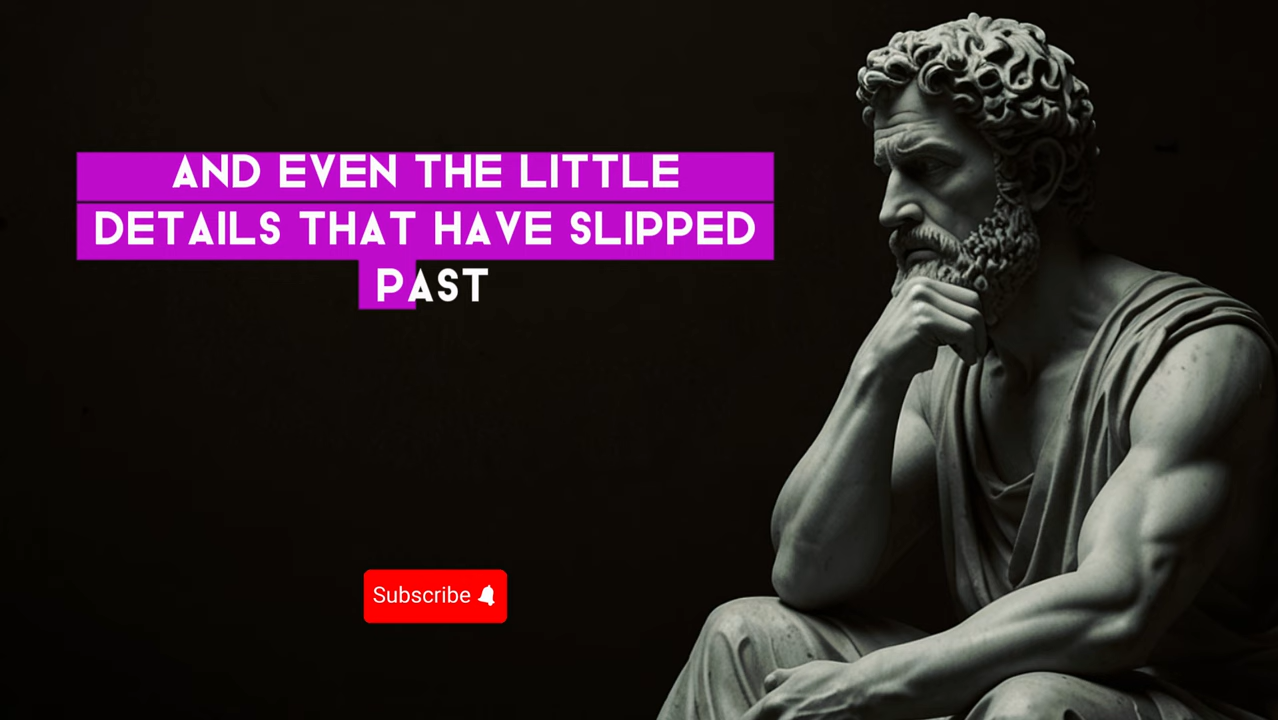 AND EVEN THE LITTLE
DETAILS THAT HAVE SLIPPED
PAST
Subscribe